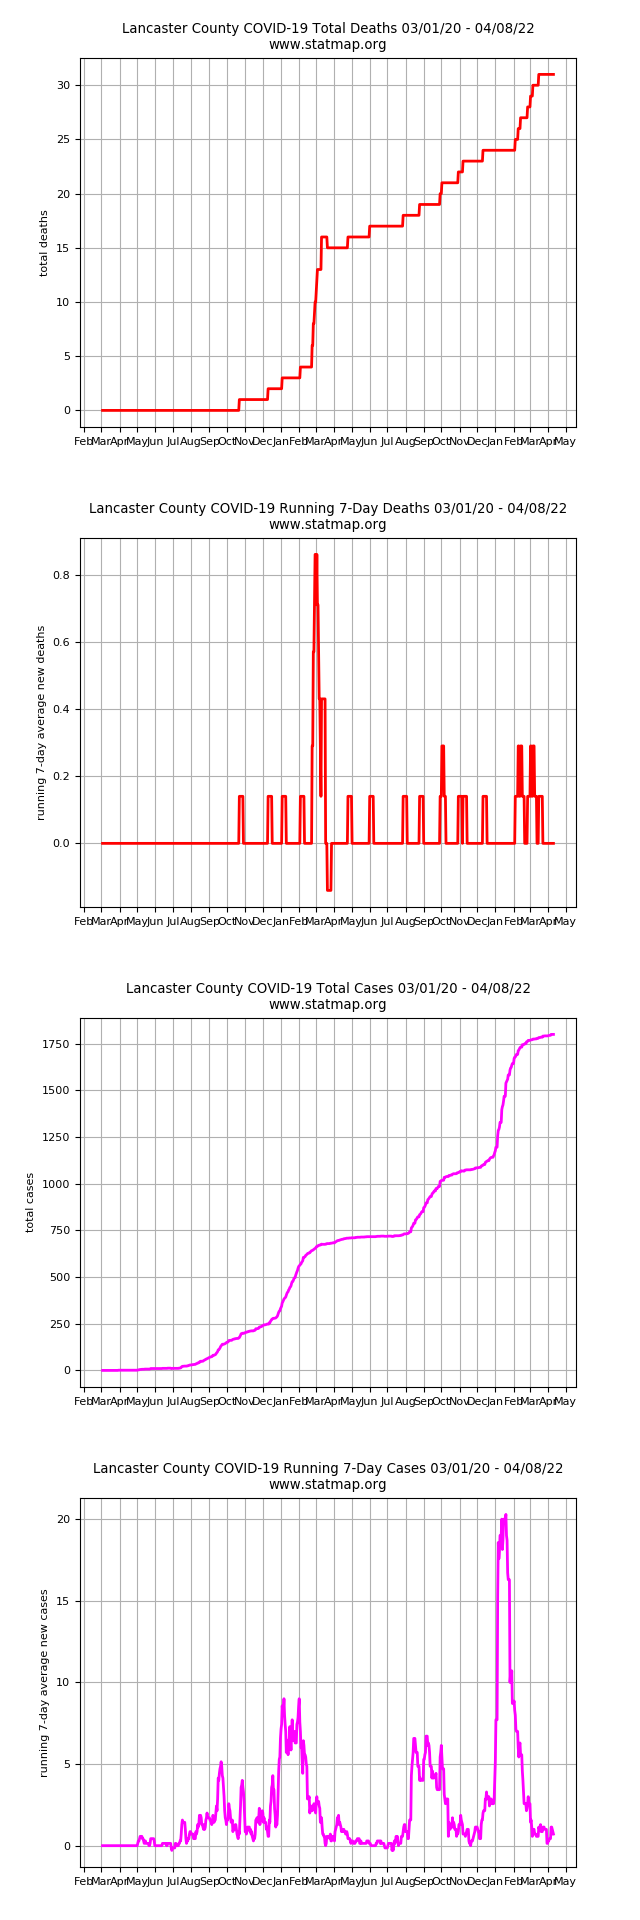 Lancaster County COVID-19 Total Deaths 03/01/20 - 04/08/22
www.statmap.org
30
25
20
15
10
5
0
total deaths
Feb Mar Apr May Jun Jul Aug Sep Oct Nov Dec Jan Feb Mar Apr May Jun Jul Aug Sep Oct Nov Dec Jan Feb Mar Apr May
Lancaster County COVID-19 Running 7-Day Deaths 03/01/20 - 04/08/22
www.statmap.org
0.8
0.6
0.4
0.2
0.0
running 7-day average new deaths
Feb Mar Apr May Jun Jul Aug Sep Oct Nov Dec Jan Feb Mar Apr May Jun Jul Aug Sep Oct Nov Dec Jan Feb Mar Apr May
Lancaster County COVID-19 Total Cases 03/01/20 - 04/08/22
www.statmap.org
1750
1500
1250
1000
750
500
250
0
total cases
Feb Mar Apr May Jun Jul Aug Sep Oct Nov Dec Jan Feb Mar Apr May Jun Jul Aug Sep Oct Nov Dec Jan Feb Mar Apr May
Lancaster County COVID-19 Running 7-Day Cases 03/01/20 - 04/08/22
www.statmap.org
20
15
10
5
0
running 7-day average new cases
Feb Mar Apr May Jun Jul Aug Sep Oct Nov Dec Jan Feb Mar Apr May Jun Jul Aug Sep Oct Nov Dec Jan Feb Mar Apr May